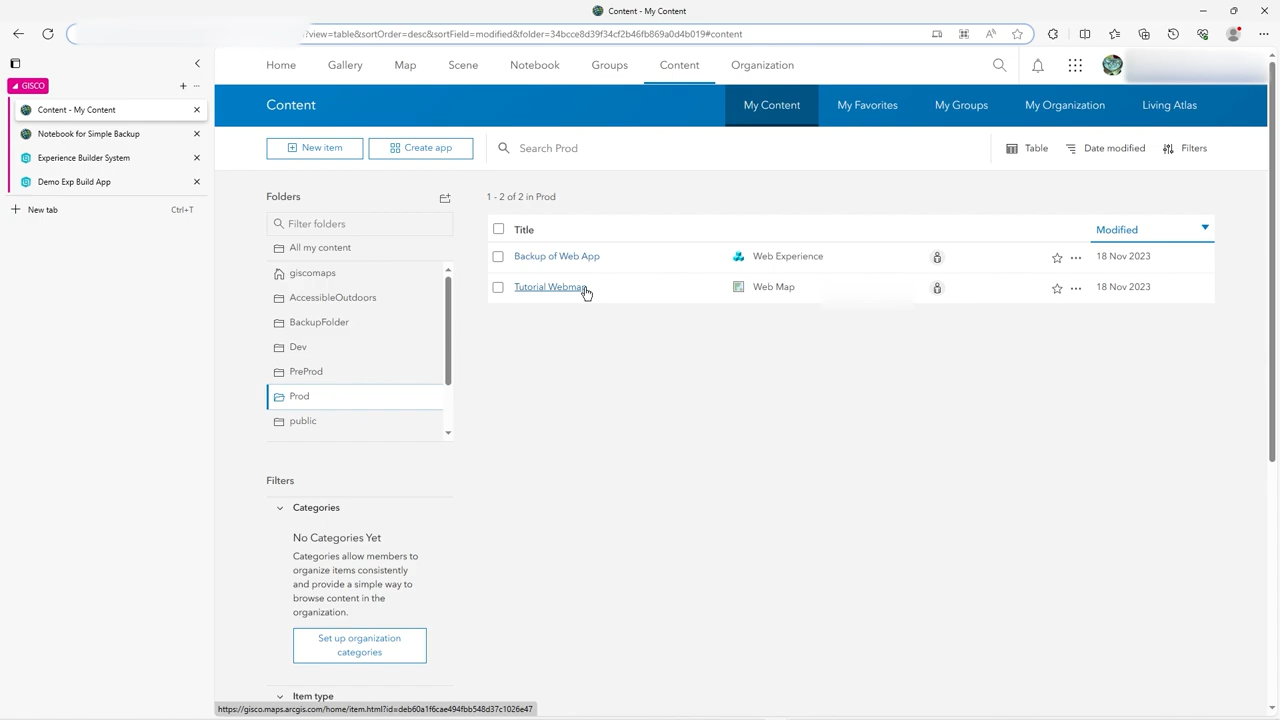 Content - My Content
?view=table&sortOrder=desc&sortField=modified&folder=34bcce8d39f34cf2b46fb869a0d4b019#content
GISCO
Content - My Content
Notebook for Simple Backup
Experience Builder System
Demo Exp Build App
New tab
Ctrl+T
Home
Gallery
Map
Scene
Notebook
Groups
Content
Organization
Content
My Content
My Favorites
My Groups
My Organization
Living Atlas
New item
Create app
Search Prod
Table
Date modified
Filters
Folders
Filter folders
All my content
giscomaps
AccessibleOutdoors
BackupFolder
Dev
PreProd
Prod
public
1 - 2 of 2 in Prod
Title
Modified
Backup of Web App
Web Experience
18 Nov 2023
Tutorial Webmap
Web Map
18 Nov 2023
Filters
Categories
No Categories Yet
Categories allow members to
organize items consistently
and provide a simple way to
browse content in the
organization.
Set up organization
categories
Item type
https://gisco.maps.arcgis.com/home/item.html?id=deb60a1f6cae494fbb548d37c1026e47